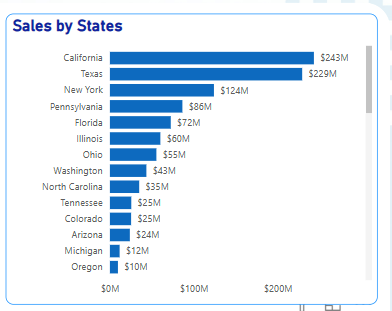 Sales by States
California $243M
Texas $229M
New York $124M
Pennsylvania $86M
Florida $72M
Illinois $60M
Ohio $55M
Washington $43M
North Carolina $35M
Tennessee $25M
Colorado $25M
Arizona $24M
Michigan $12M
Oregon $10M
$0M $100M $200M